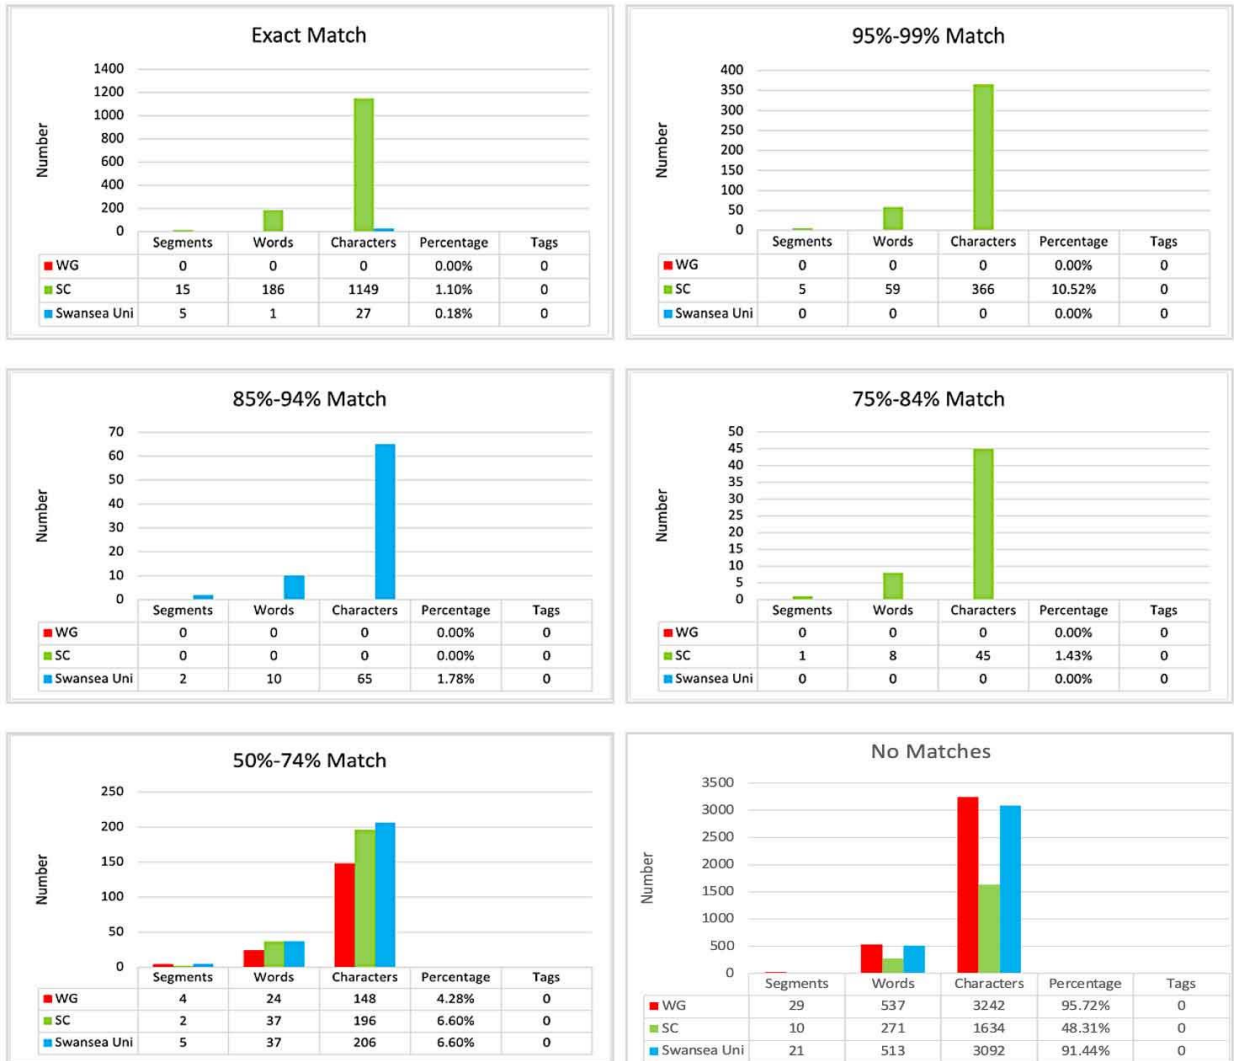 Exact Match
1400
1200
1000
800
600
400
200
0
Number
Segments Words Characters Percentage Tags
WG 0 0 0 0.00% 0
SC 15 186 1149 1.10% 0
Swansea Uni 5 1 27 0.18% 0
95%-99% Match
400
350
300
250
200
150
100
50
0
Number
Segments Words Characters Percentage Tags
WG 0 0 0 0.00% 0
SC 5 59 366 10.52% 0
Swansea Uni 0 0 0 0.00% 0
85%-94% Match
70
60
50
40
30
20
10
0
Number
Segments Words Characters Percentage Tags
WG 0 0 0 0.00% 0
SC 0 0 0 0.00% 0
Swansea Uni 2 10 65 1.78% 0
75%-84% Match
50
45
40
35
30
25
20
15
10
5
0
Number
Segments Words Characters Percentage Tags
WG 0 0 0 0.00% 0
SC 1 8 45 1.43% 0
Swansea Uni 0 0 0 0.00% 0
50%-74% Match
250
200
150
100
50
0
Number
Segments Words Characters Percentage Tags
WG 4 24 148 4.28% 0
SC 2 37 196 6.60% 0
Swansea Uni 5 37 206 6.60% 0
No Matches
3500
3000
2500
2000
1500
1000
500
0
Number
Segments Words Characters Percentage Tags
WG 29 537 3242 95.72% 0
SC 10 271 1634 48.31% 0
Swansea Uni 21 513 3092 91.44% 0